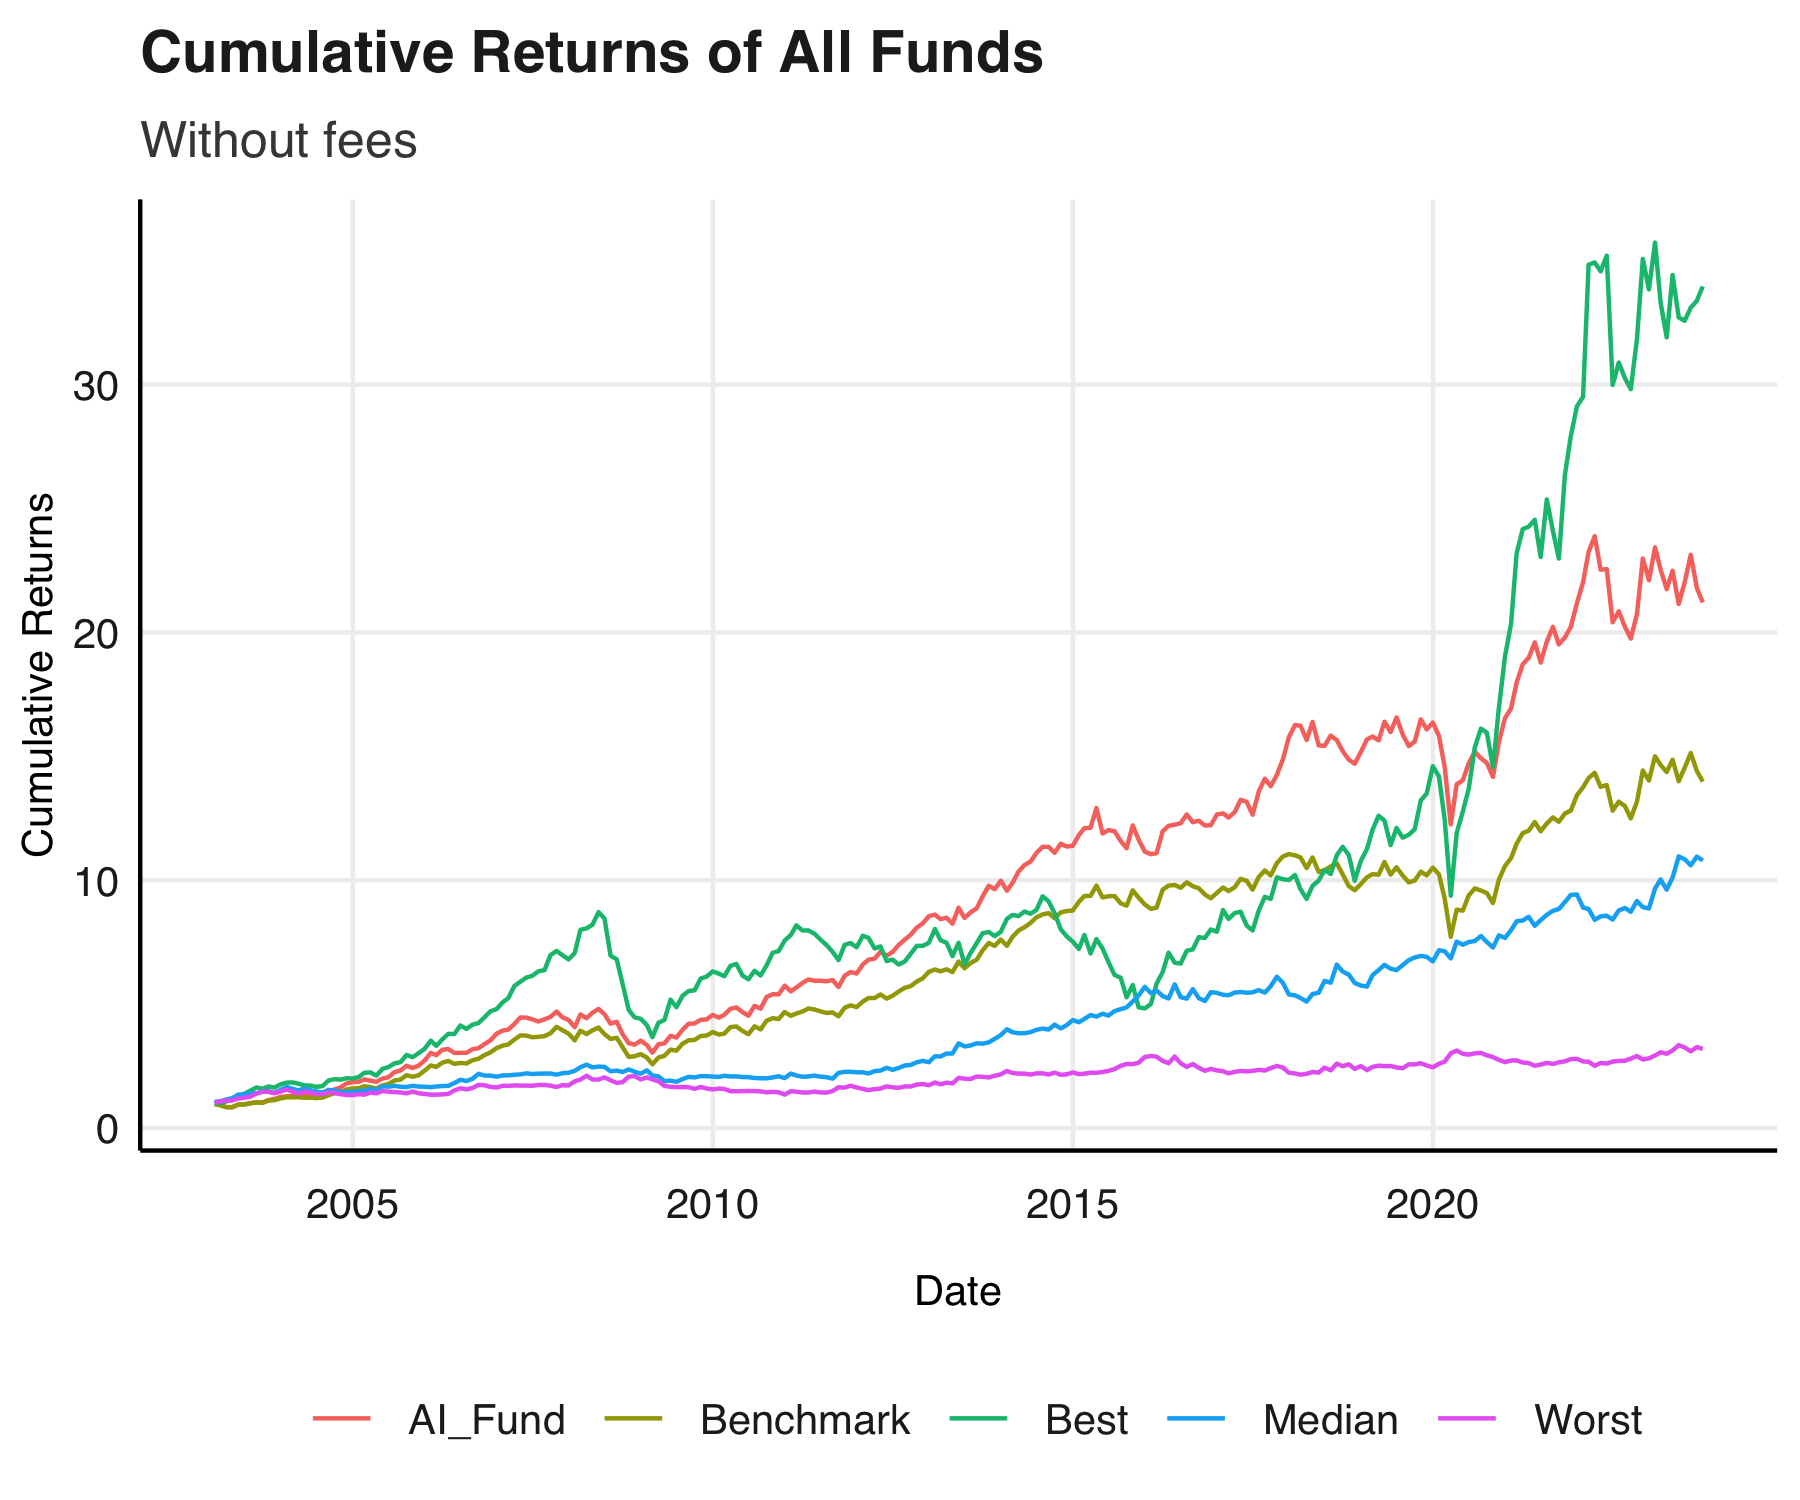 Cumulative Returns of All Funds
Without fees
Cumulative Returns
30
20
10
0
2005 2010 2015 2020
Date
AI_Fund Benchmark Best Median Worst